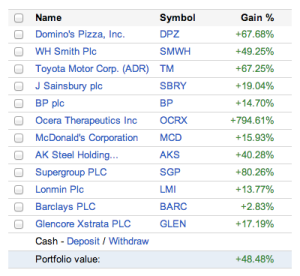 Name Symbol Gain %
Domino's Pizza, Inc. DPZ +67.68%
WH Smith Plc SMWH +49.25%
Toyota Motor Corp. (ADR) TM +67.25%
J Sainsbury plc SBRY +19.04%
BP plc BP +14.70%
Ocera Therapeutics Inc OCRX +794.61%
McDonald's Corporation MCD +15.93%
AK Steel Holding... AKS +40.28%
Supergroup PLC SGP +80.26%
Lonmin Plc LMI +13.77%
Barclays PLC BARC +2.83%
Glencore Xstrata PLC GLEN +17.19%
Cash - Deposit / Withdraw
Portfolio value: +48.48%